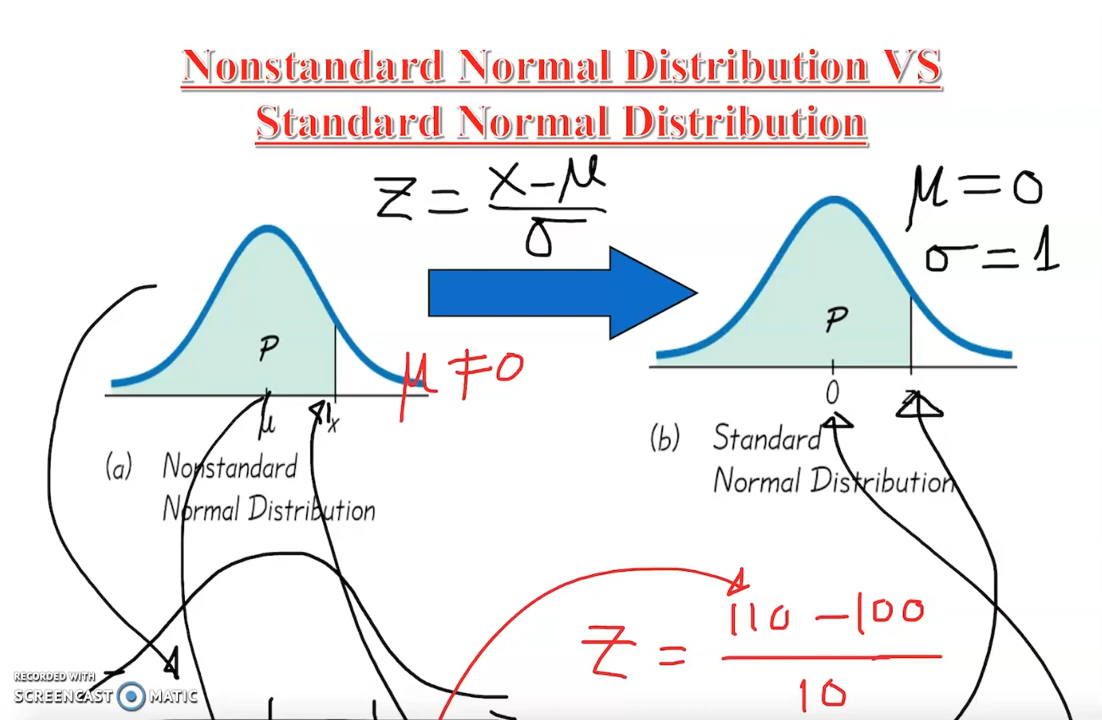 Nonstandard Normal Distribution VS
Standard Normal Distribution
z = x-μ / σ
μ = 0
σ = 1
P
P
μ ≠ 0
μ
x
0
z
(a) Nonstandard
Normal Distribution
(b) Standard
Normal Distribution
z = 110 - 100 / 10
RECORDED WITH
SCREENCAST MATIC